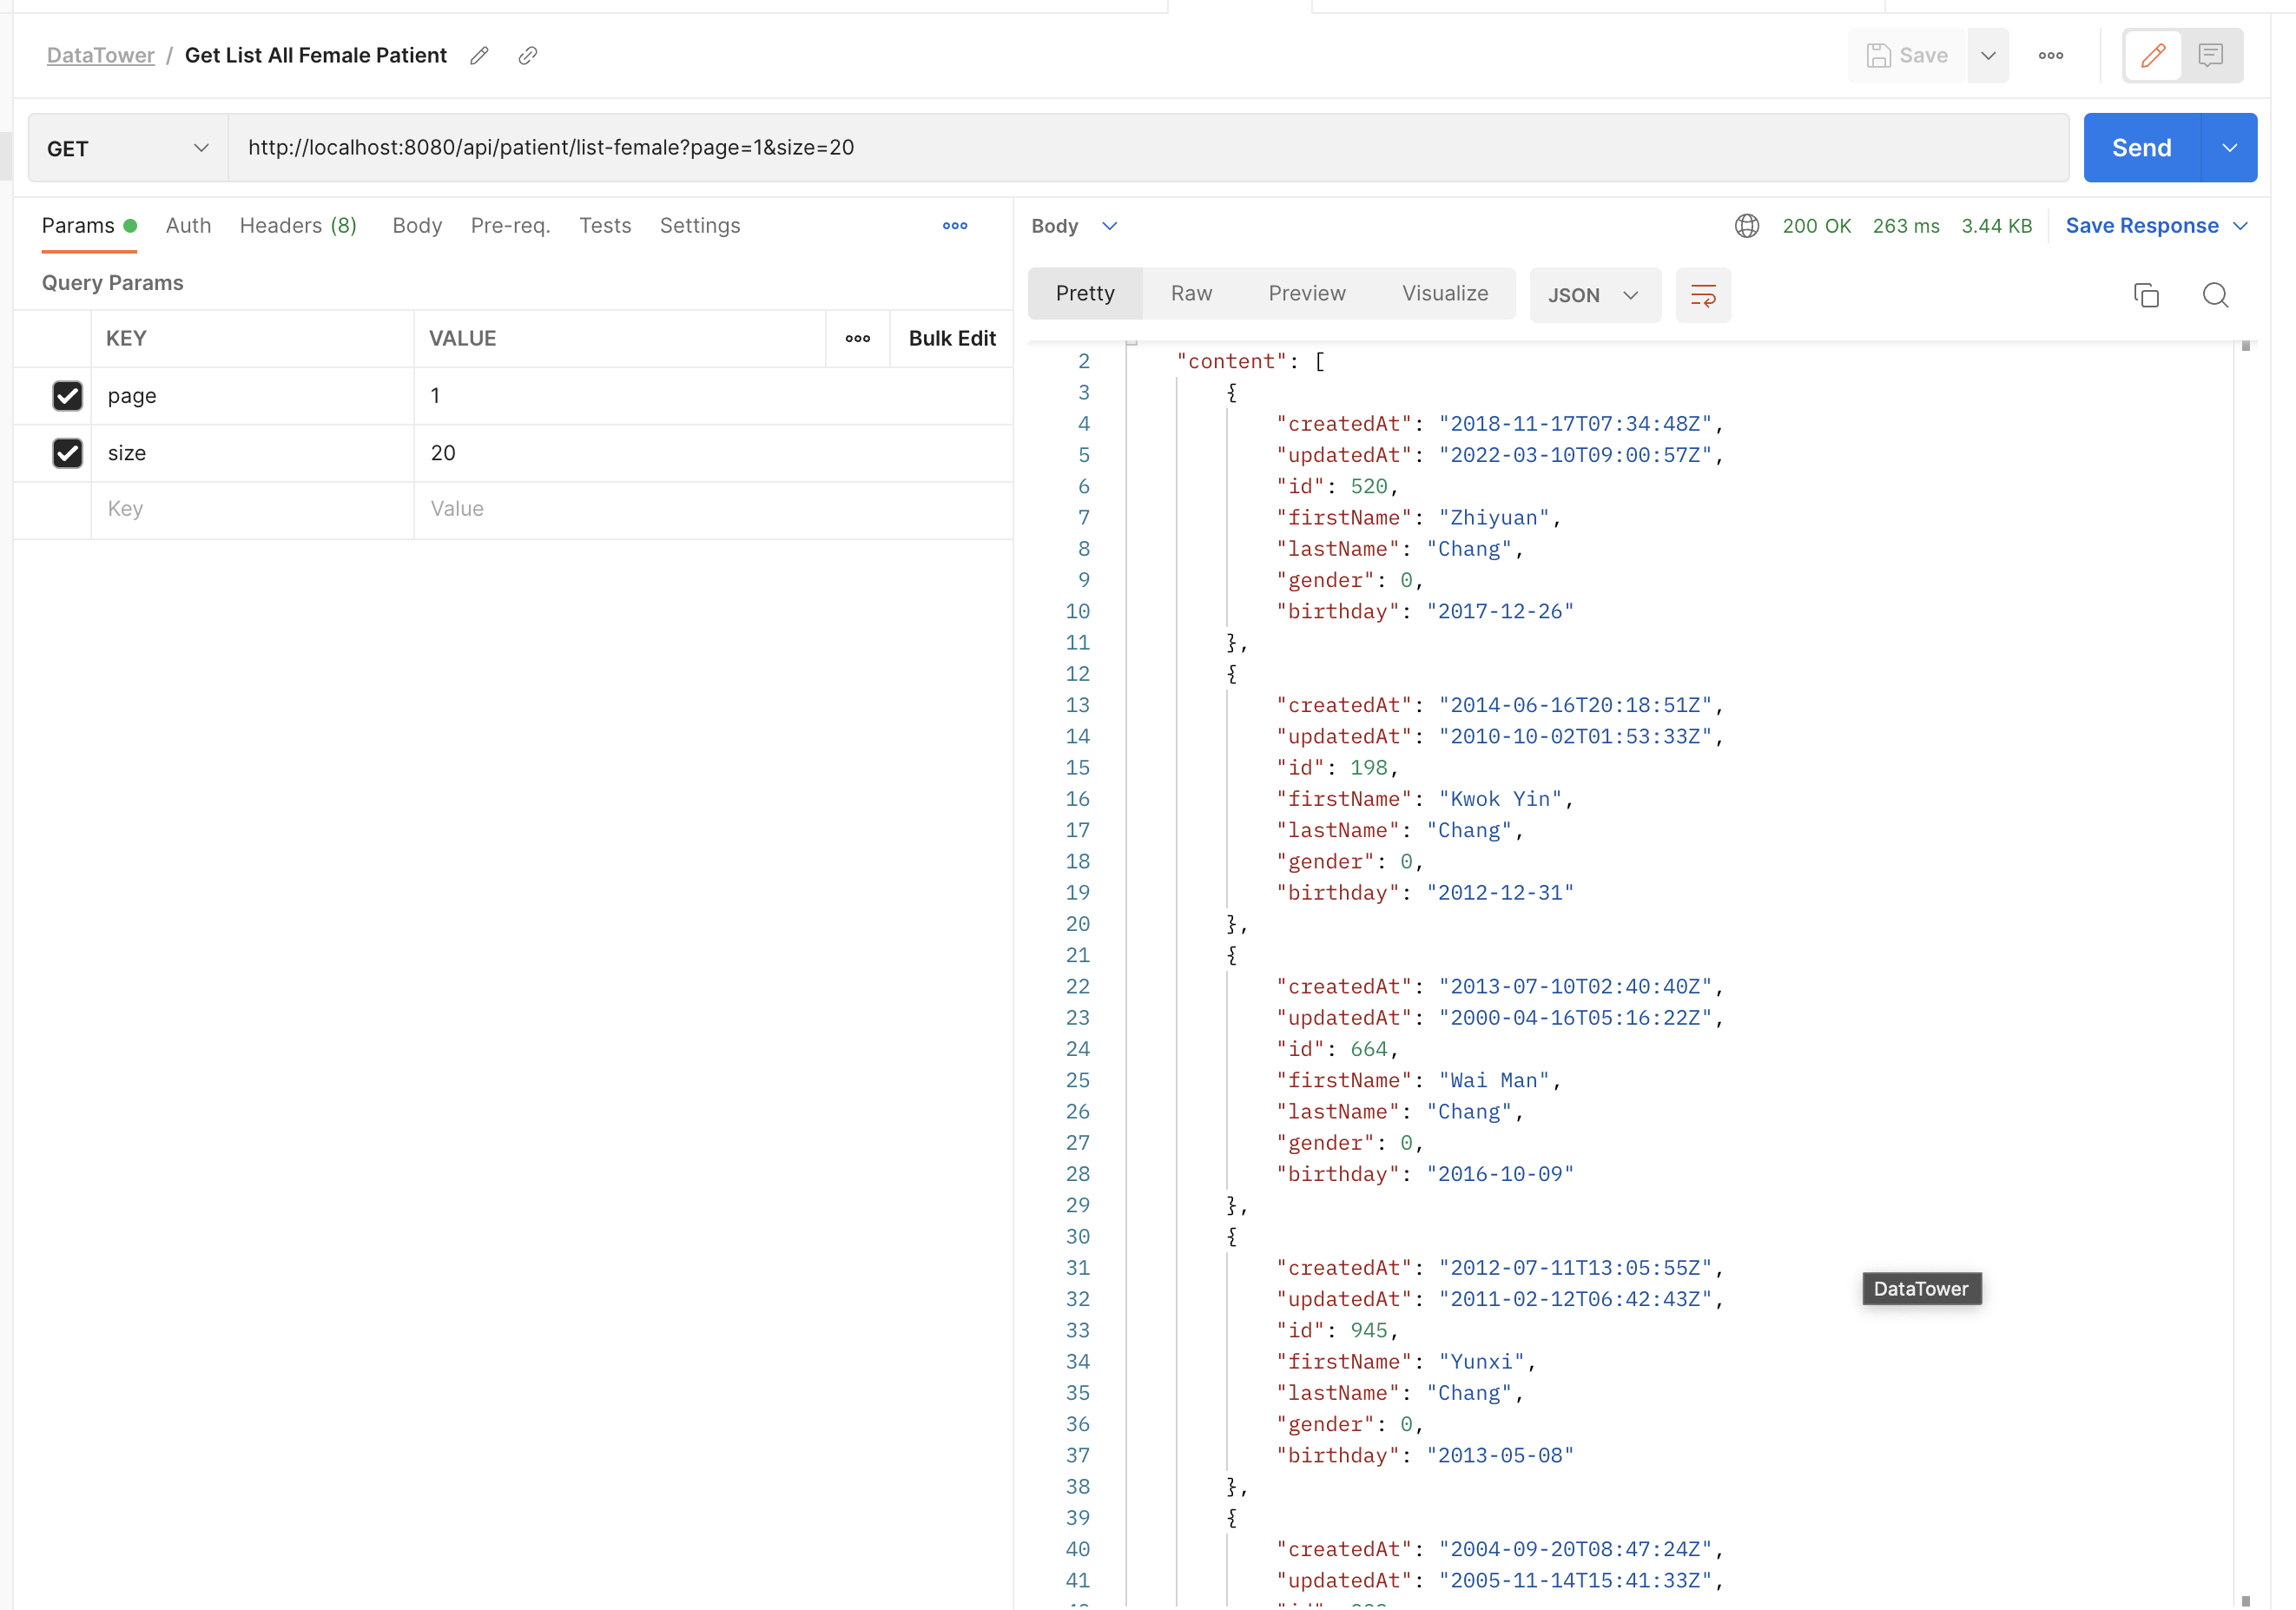 DataTower / Get List All Female Patient
Save
GET http://localhost:8080/api/patient/list-female?page=1&size=20 Send
Params Auth Headers (8) Body Pre-req. Tests Settings
Query Params
KEY VALUE Bulk Edit
page 1
size 20
Key Value
Body 200 OK 263 ms 3.44 KB Save Response
Pretty Raw Preview Visualize JSON
2 "content": [
3 {
4 "createdAt": "2018-11-17T07:34:48Z",
5 "updatedAt": "2022-03-10T09:00:57Z",
6 "id": 520,
7 "firstName": "Zhiyuan",
8 "lastName": "Chang",
9 "gender": 0,
10 "birthday": "2017-12-26"
11 },
12 {
13 "createdAt": "2014-06-16T20:18:51Z",
14 "updatedAt": "2010-10-02T01:53:33Z",
15 "id": 198,
16 "firstName": "Kwok Yin",
17 "lastName": "Chang",
18 "gender": 0,
19 "birthday": "2012-12-31"
20 },
21 {
22 "createdAt": "2013-07-10T02:40:40Z",
23 "updatedAt": "2000-04-16T05:16:22Z",
24 "id": 664,
25 "firstName": "Wai Man",
26 "lastName": "Chang",
27 "gender": 0,
28 "birthday": "2016-10-09"
29 },
30 {
31 "createdAt": "2012-07-11T13:05:55Z",
32 "updatedAt": "2011-02-12T06:42:43Z",
33 "id": 945,
34 "firstName": "Yunxi",
35 "lastName": "Chang",
36 "gender": 0,
37 "birthday": "2013-05-08"
38 },
39 {
40 "createdAt": "2004-09-20T08:47:24Z",
41 "updatedAt": "2005-11-14T15:41:33Z",
DataTower